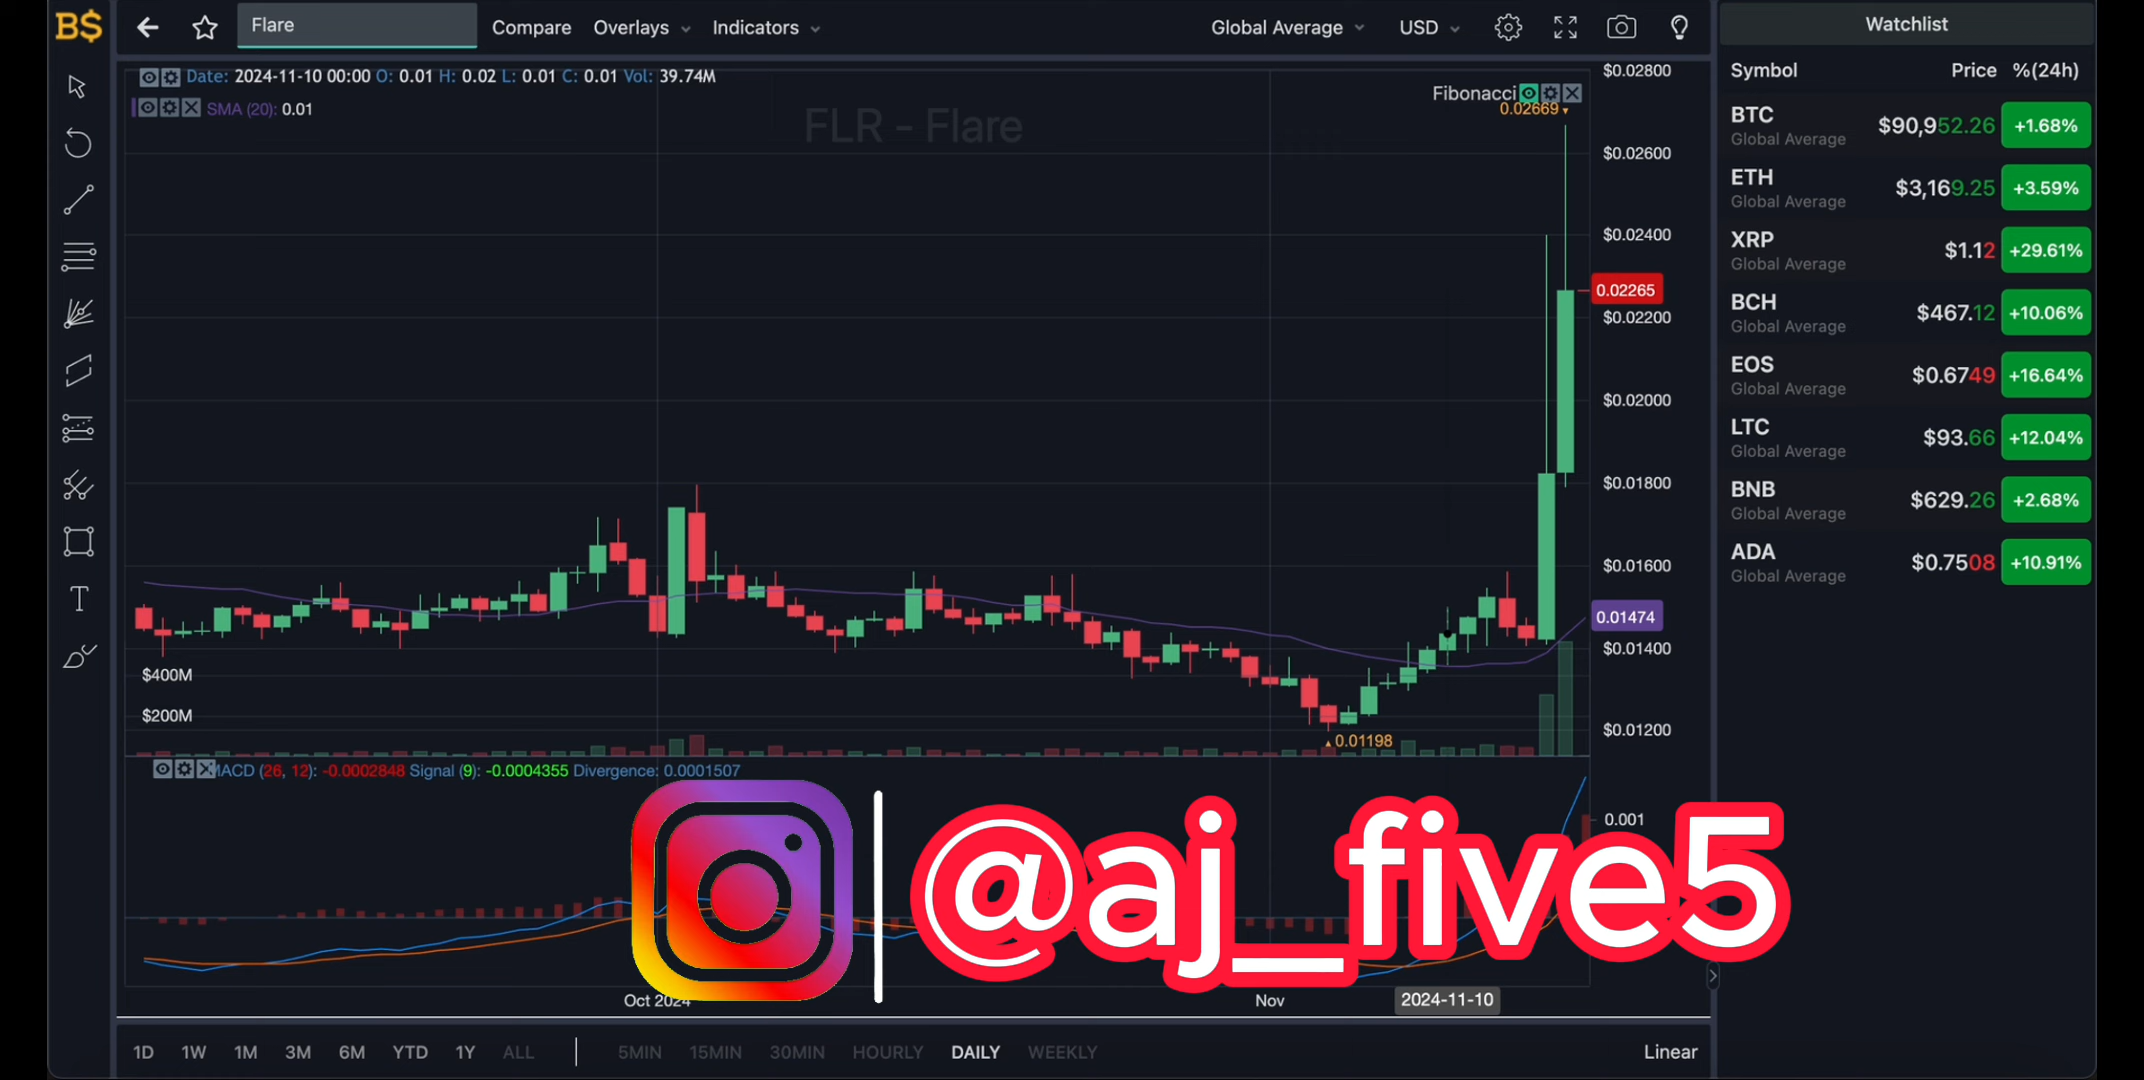 B$
Flare
Compare
Overlays
Indicators
Global Average
USD
Date: 2024-11-10 00:00 O: 0.01 H: 0.02 L: 0.01 C: 0.01 Vol: 39.74M
SMA (20): 0.01
FLR - Flare
Fibonacci
0.02669
$0.02800
$0.02600
$0.02400
0.02265
$0.02200
$0.02000
$0.01800
$0.01600
0.01474
$0.01400
$0.01200
$400M
$200M
0.01198
MACD (26, 12): -0.0002848 Signal (9): -0.0004355 Divergence: 0.0001507
0.001
@aj_five5
Oct 2024
Nov
2024-11-10
1D 1W 1M 3M 6M YTD 1Y ALL
5MIN 15MIN 30MIN HOURLY DAILY WEEKLY
Linear
Watchlist
Symbol Price %(24h)
BTC $90,952.26 +1.68%
Global Average
ETH $3,169.25 +3.59%
Global Average
XRP $1.12 +29.61%
Global Average
BCH $467.12 +10.06%
Global Average
EOS $0.6749 +16.64%
Global Average
LTC $93.66 +12.04%
Global Average
BNB $629.26 +2.68%
Global Average
ADA $0.7508 +10.91%
Global Average